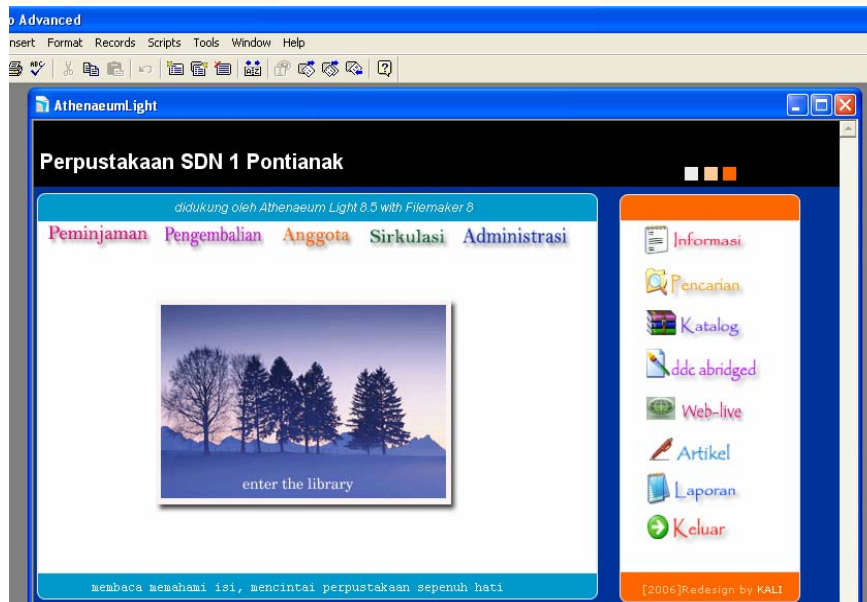 o Advanced
nsert Format Records Scripts Tools Window Help
AthenaeumLight
Perpustakaan SDN 1 Pontianak
didukung oleh Athenaeum Light 8.5 with Filemaker 8
Peminjaman Pengembalian Anggota Sirkulasi Administrasi
enter the library
membaca memahami isi, mencintai perpustakaan sepenuh hati
Informasi
Pencarian
Katalog
ddc abridged
Web-live
Artikel
Laporan
Keluar
[2006]Redesign by KALI